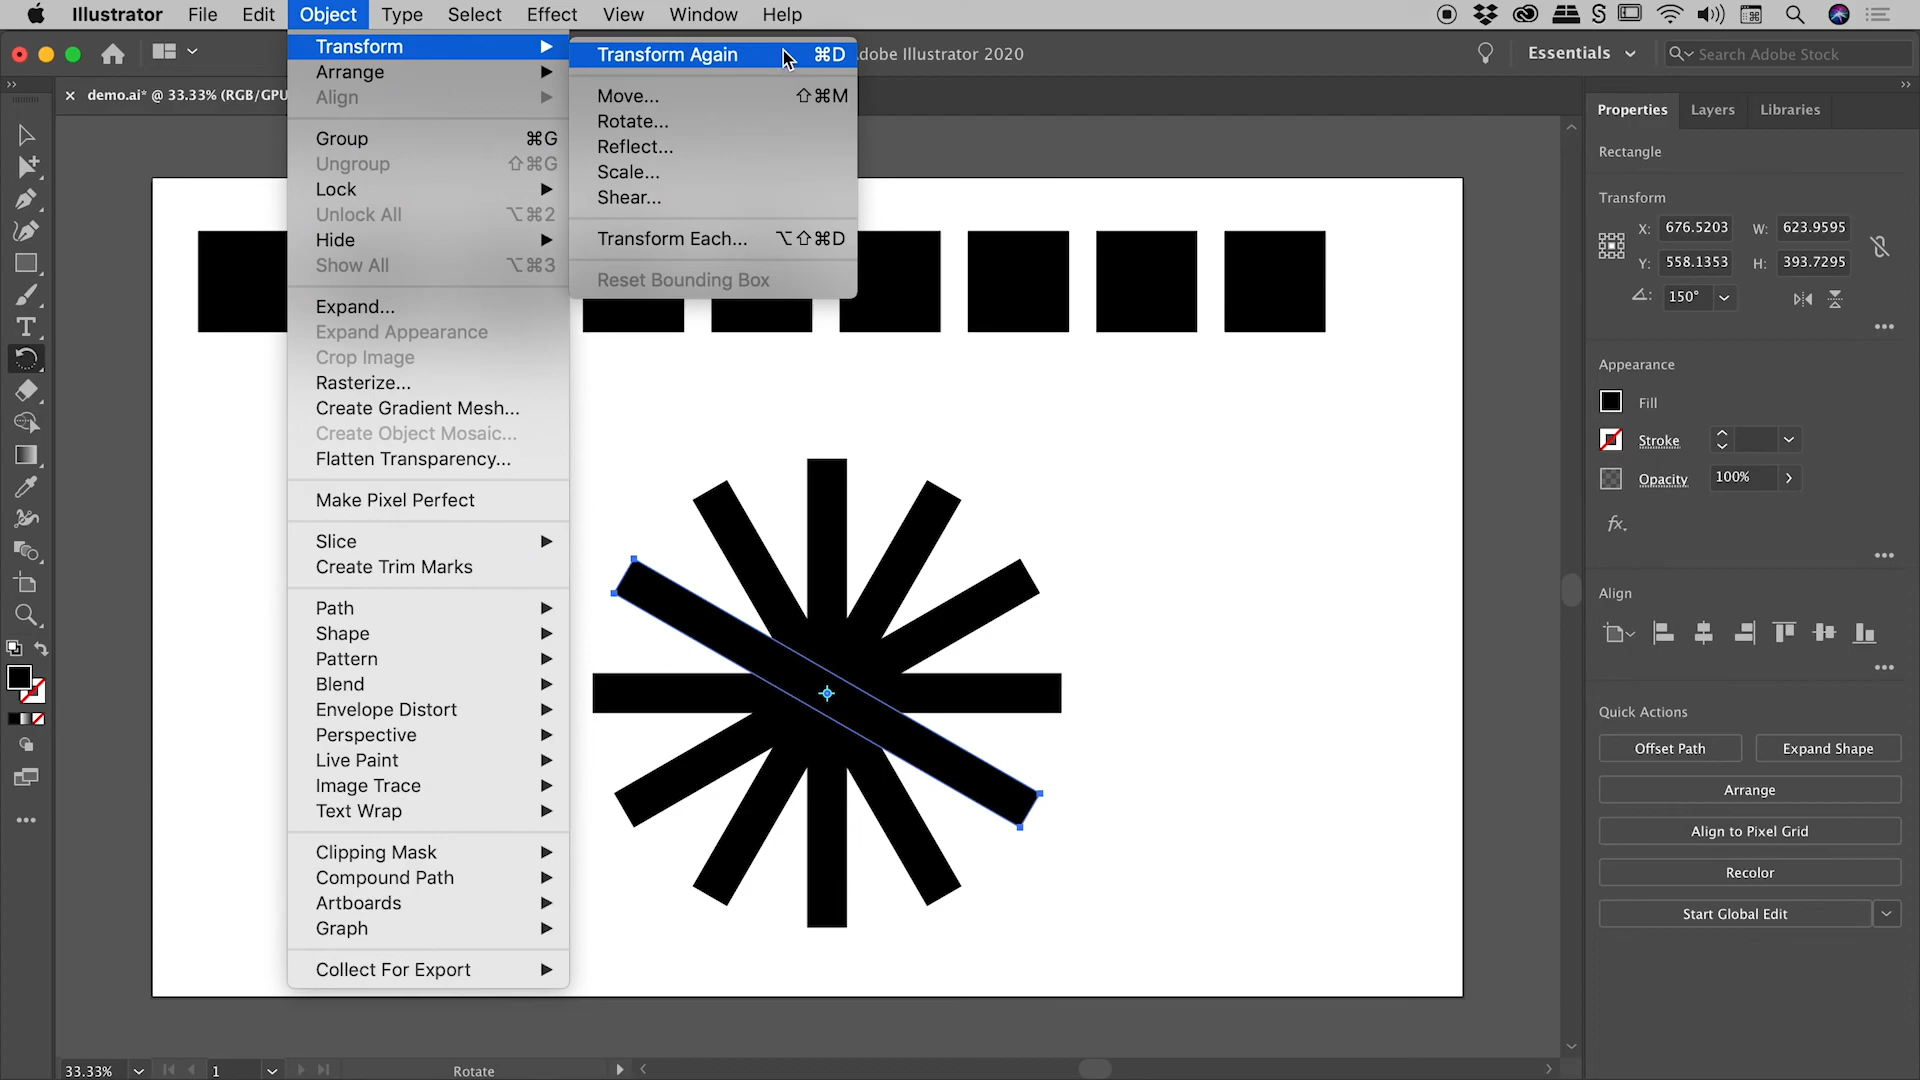 Illustrator File Edit Object Type Select Effect View Window Help
dobe Illustrator 2020
Essentials
Search Adobe Stock
demo.ai* @ 33.33% (RGB/GPU
Transform
Arrange
Align
Group ⌘G
Ungroup ⇧⌘G
Lock
Unlock All ⌥⌘2
Hide
Show All ⌥⌘3
Expand...
Expand Appearance
Crop Image
Rasterize...
Create Gradient Mesh...
Create Object Mosaic...
Flatten Transparency...
Make Pixel Perfect
Slice
Create Trim Marks
Path
Shape
Pattern
Blend
Envelope Distort
Perspective
Live Paint
Image Trace
Text Wrap
Clipping Mask
Compound Path
Artboards
Graph
Collect For Export
Transform Again ⌘D
Move... ⇧⌘M
Rotate...
Reflect...
Scale...
Shear...
Transform Each... ⌥⇧⌘D
Reset Bounding Box
Properties Layers Libraries
Rectangle
Transform
X: 676.5203 W: 623.9595
Y: 558.1353 H: 393.7295
150°
Appearance
Fill
Stroke
Opacity 100%
fx.
Align
Quick Actions
Offset Path Expand Shape
Arrange
Align to Pixel Grid
Recolor
Start Global Edit
33.33% 1 Rotate